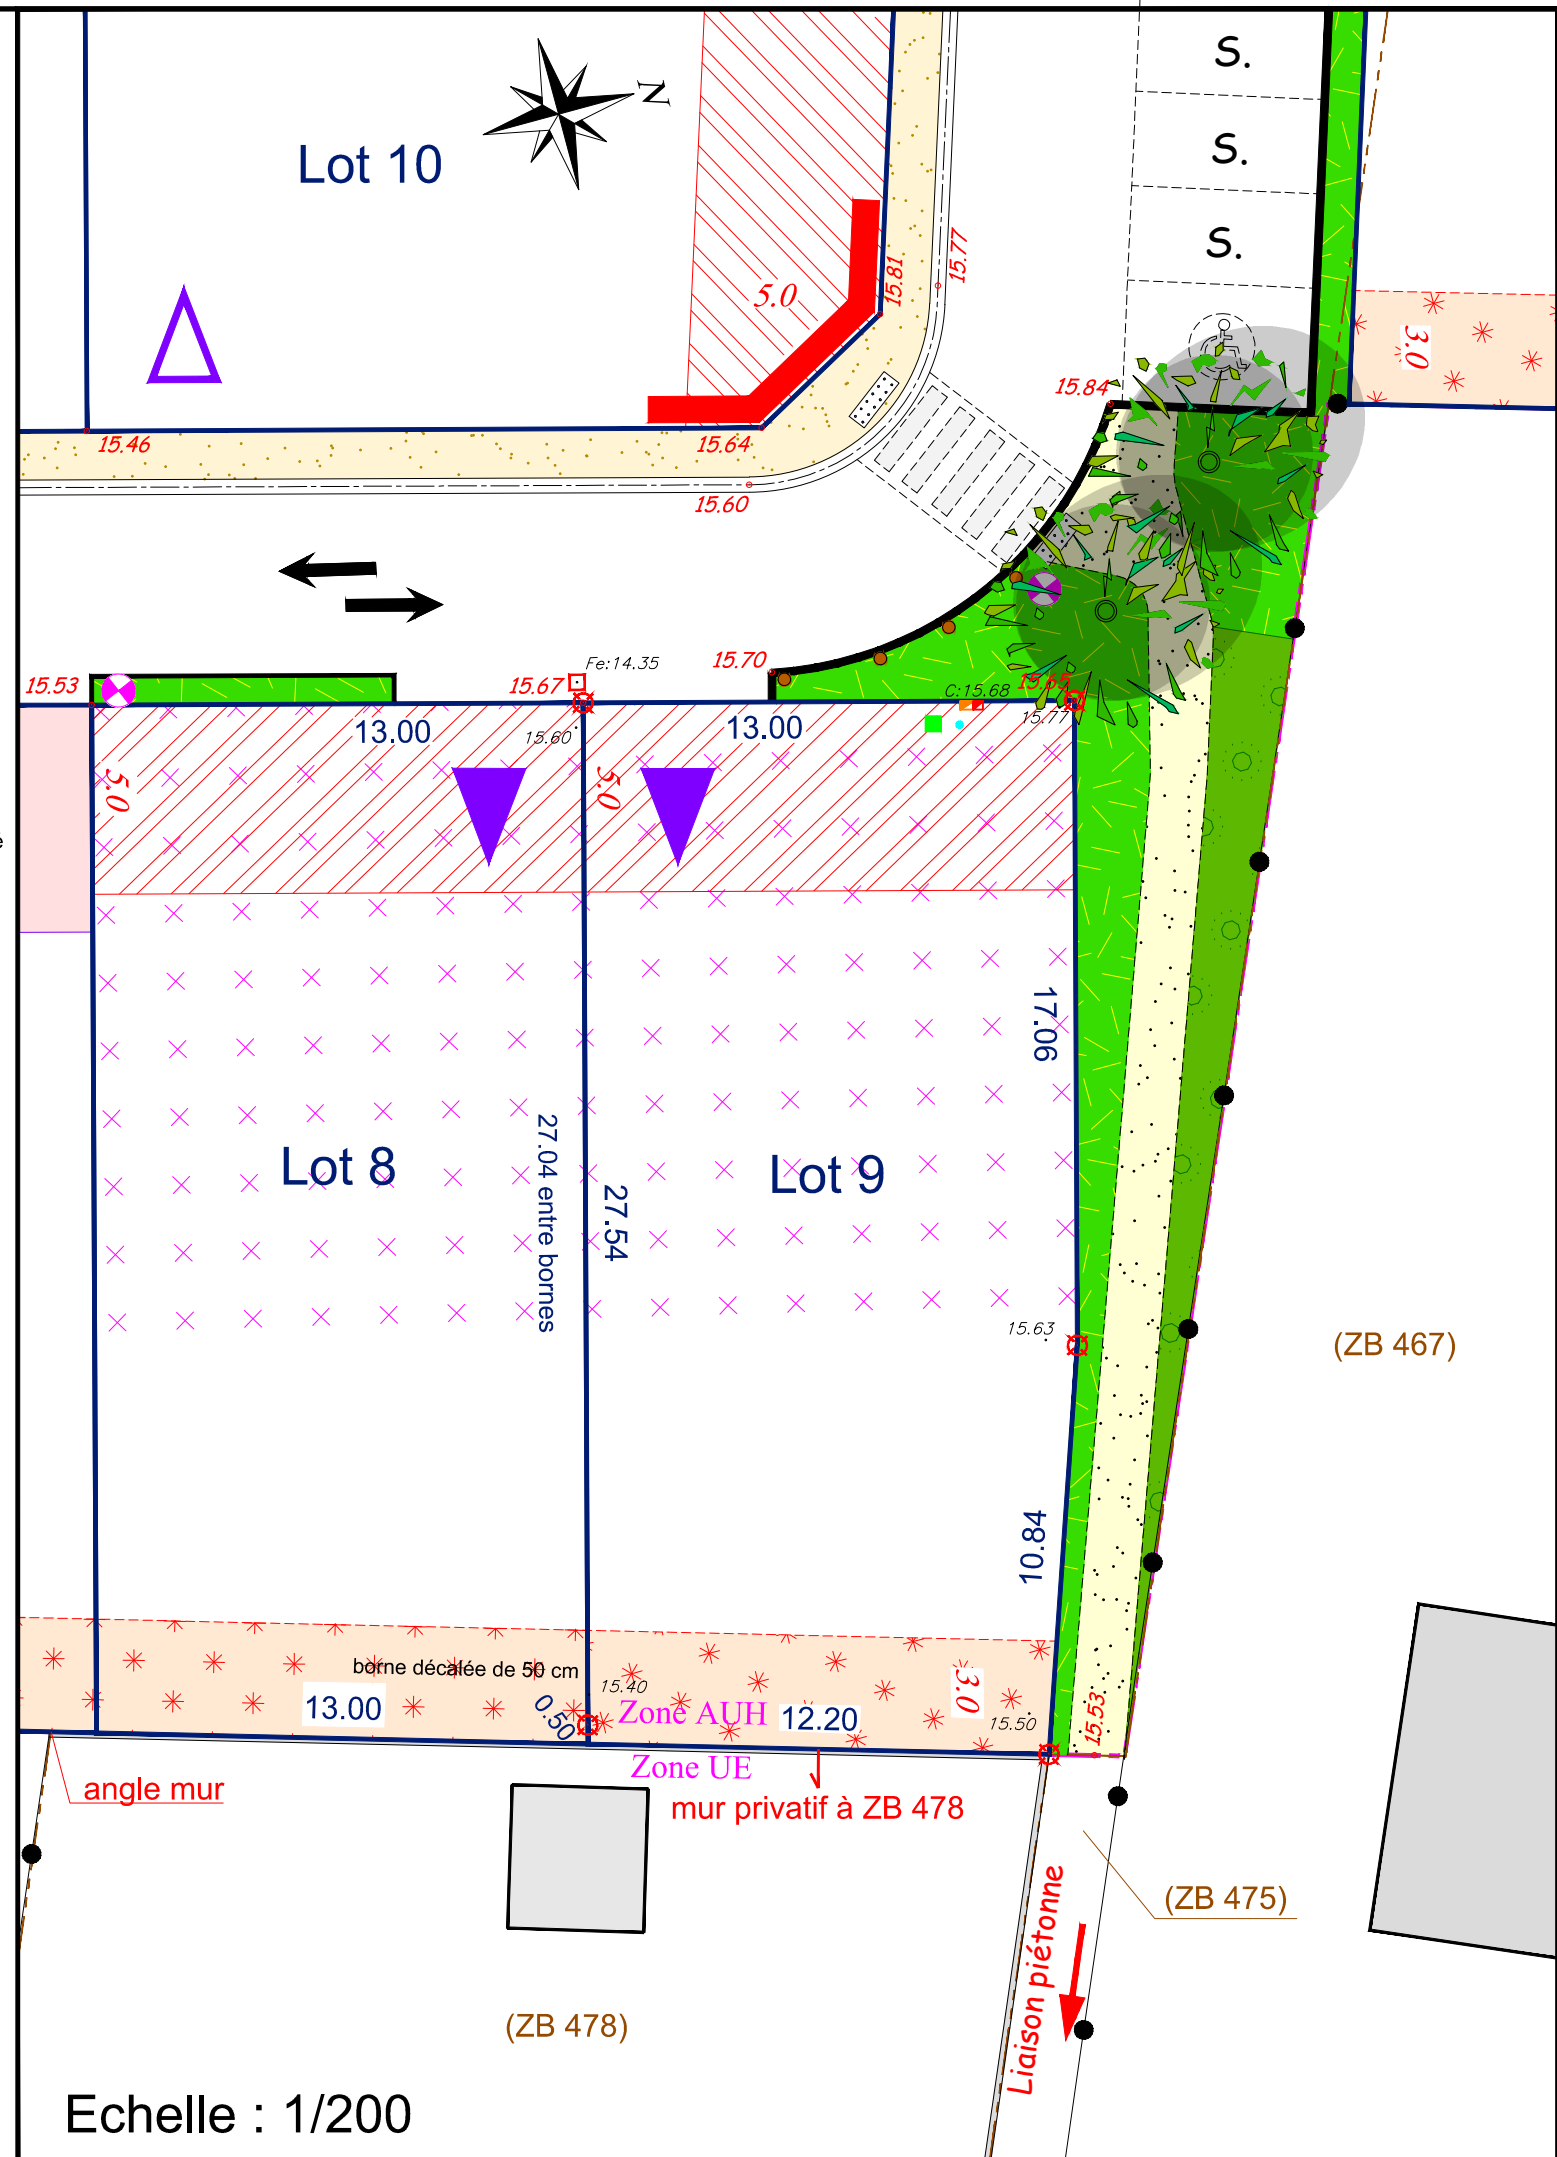 S.
N
Lot 10
S.
S.
15.81
15.77
5.0
3.0
15.84
15.46
15.64
15.60
Fe:14.35
15.70
15.53
15.67
C:15.68
15.65
15.77
13.00
15.60
13.00
5.0
5.0
e
17.06
27.04 entre bornes
Lot 8
Lot 9
27.54
15.63
(ZB 467)
10.84
borne décalée de 50 cm
15.40
3.0
13.00
0.50
Zone AUH
12.20
15.50
15.53
Zone UE
angle mur
mur privatif à ZB 478
(ZB 475)
Liaison piétonne
(ZB 478)
Echelle : 1/200